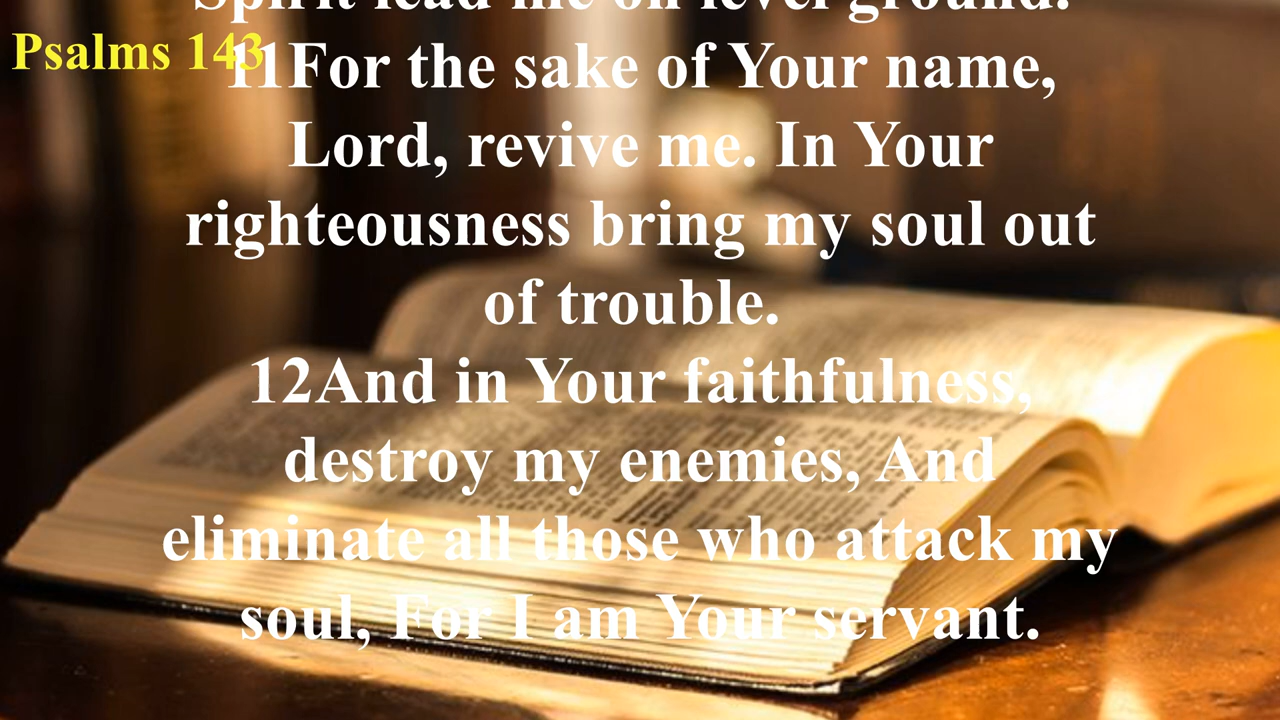 Spirit lead me on level ground.
Psalms 143
11For the sake of Your name,
Lord, revive me. In Your
righteousness bring my soul out
of trouble.
12And in Your faithfulness,
destroy my enemies, And
eliminate all those who attack my
soul, For I am Your servant.